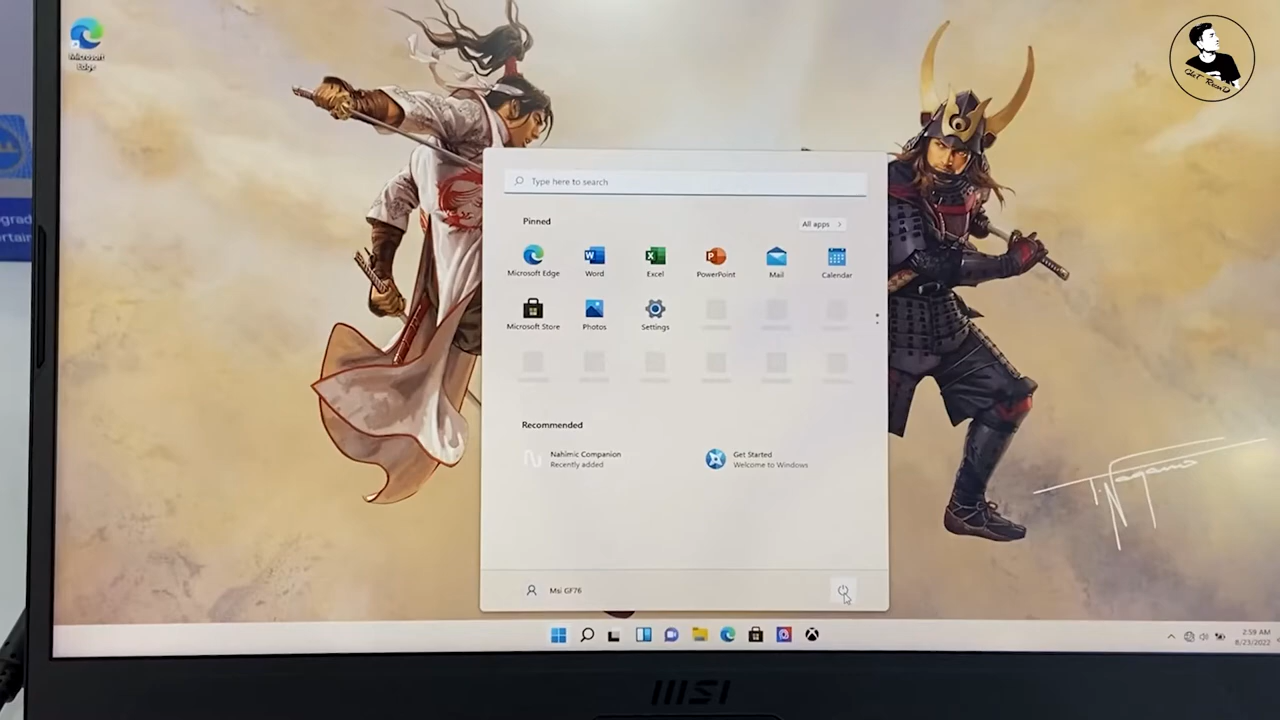 Microsoft
Edge
Type here to search
Pinned
All apps
Microsoft Edge
Word
Excel
PowerPoint
Mail
Calendar
Microsoft Store
Photos
Settings
Recommended
Nahimic Companion
Recently added
Get Started
Welcome to Windows
Msi GF76
T.Nagano
2:59 AM
8/23/2022
msi